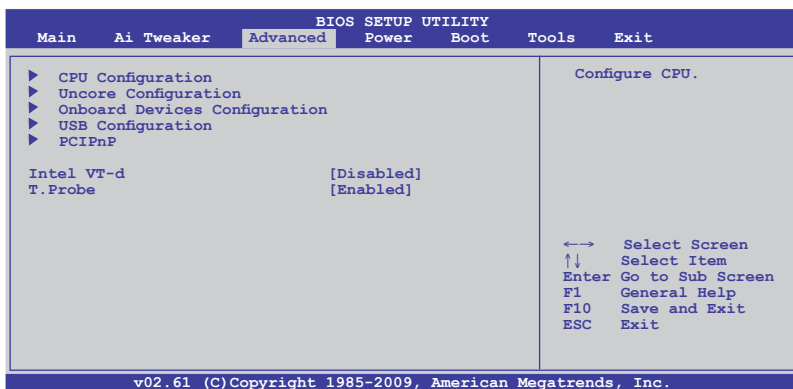 BIOS SETUP UTILITY
Main Ai Tweaker Advanced Power Boot Tools Exit
CPU Configuration
Uncore Configuration
Onboard Devices Configuration
USB Configuration
PCIPnP
Intel VT-d [Disabled]
T.Probe [Enabled]
Configure CPU.
←→ Select Screen
↑↓ Select Item
Enter Go to Sub Screen
F1 General Help
F10 Save and Exit
ESC Exit
v02.61 (C)Copyright 1985-2009, American Megatrends, Inc.